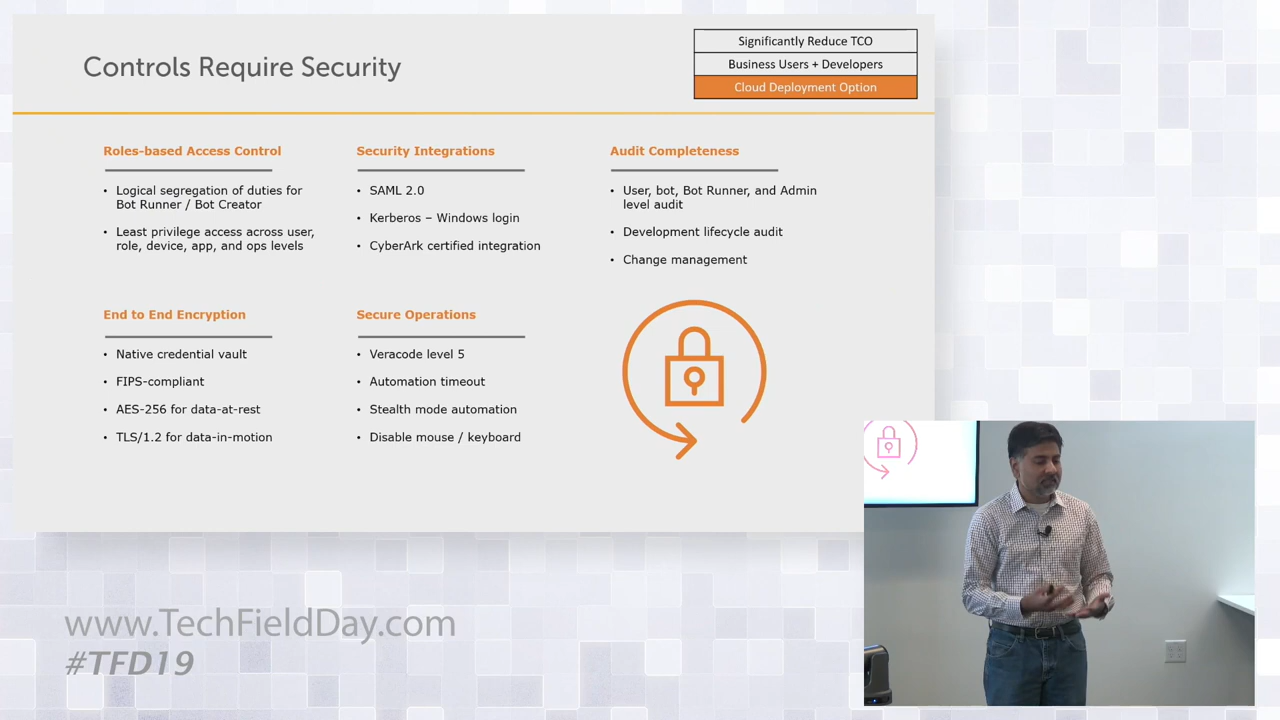 Controls Require Security
Significantly Reduce TCO
Business Users + Developers
Cloud Deployment Option
Roles-based Access Control
• Logical segregation of duties for
Bot Runner / Bot Creator
• Least privilege access across user,
role, device, app, and ops levels
Security Integrations
• SAML 2.0
• Kerberos – Windows login
• CyberArk certified integration
Audit Completeness
• User, bot, Bot Runner, and Admin
level audit
• Development lifecycle audit
• Change management
End to End Encryption
• Native credential vault
• FIPS-compliant
• AES-256 for data-at-rest
• TLS/1.2 for data-in-motion
Secure Operations
• Veracode level 5
• Automation timeout
• Stealth mode automation
• Disable mouse / keyboard
www.TechFieldDay.com
#TFD19